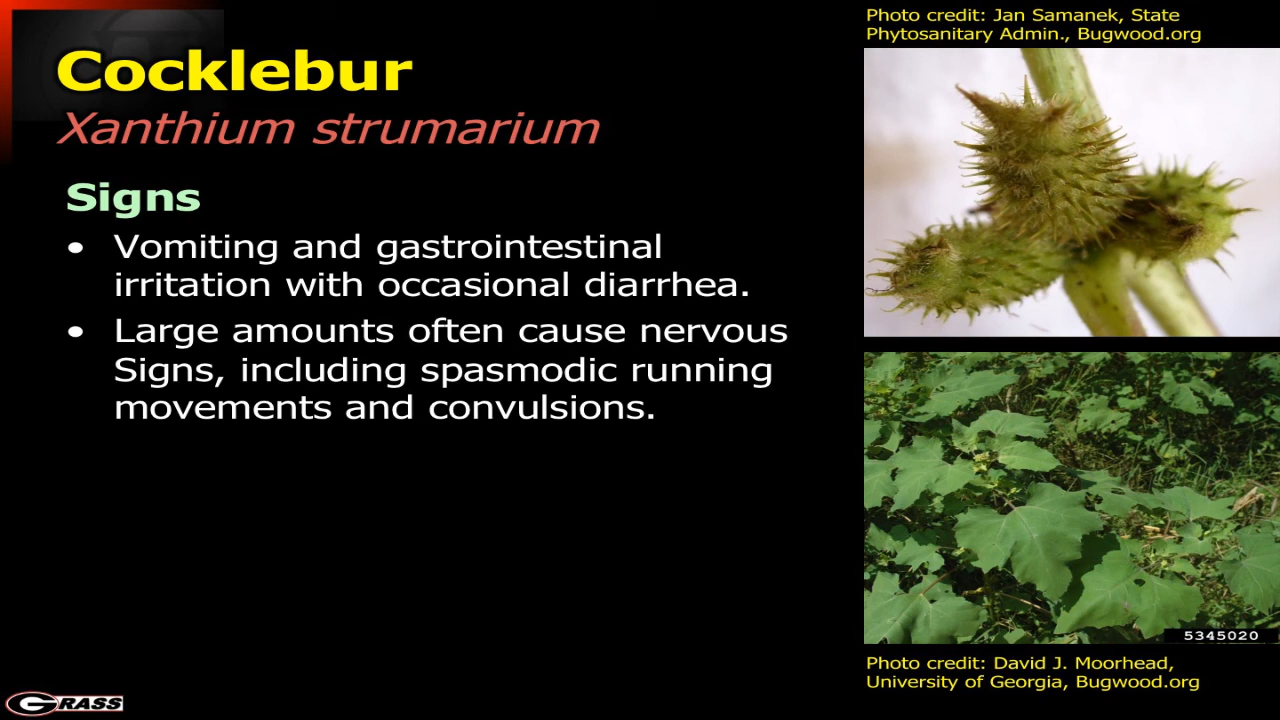 Photo credit: Jan Samanek, State
Phytosanitary Admin., Bugwood.org
Cocklebur
Xanthium strumarium
Signs
• Vomiting and gastrointestinal
irritation with occasional diarrhea.
• Large amounts often cause nervous
Signs, including spasmodic running
movements and convulsions.
5345020
Photo credit: David J. Moorhead,
University of Georgia, Bugwood.org
GRASS